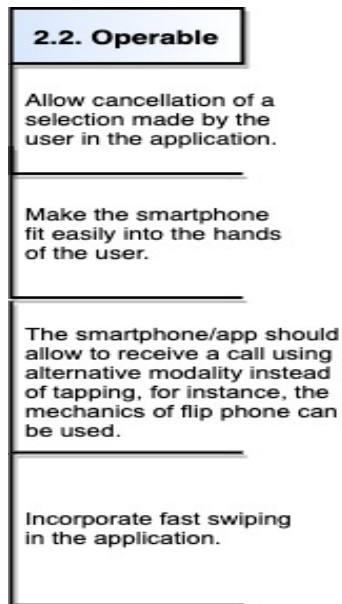 2.2. Operable
Allow cancellation of a
selection made by the
user in the application.
Make the smartphone
fit easily into the hands
of the user.
The smartphone/app should
allow to receive a call using
alternative modality instead
of tapping, for instance, the
mechanics of flip phone can
be used.
Incorporate fast swiping
in the application.